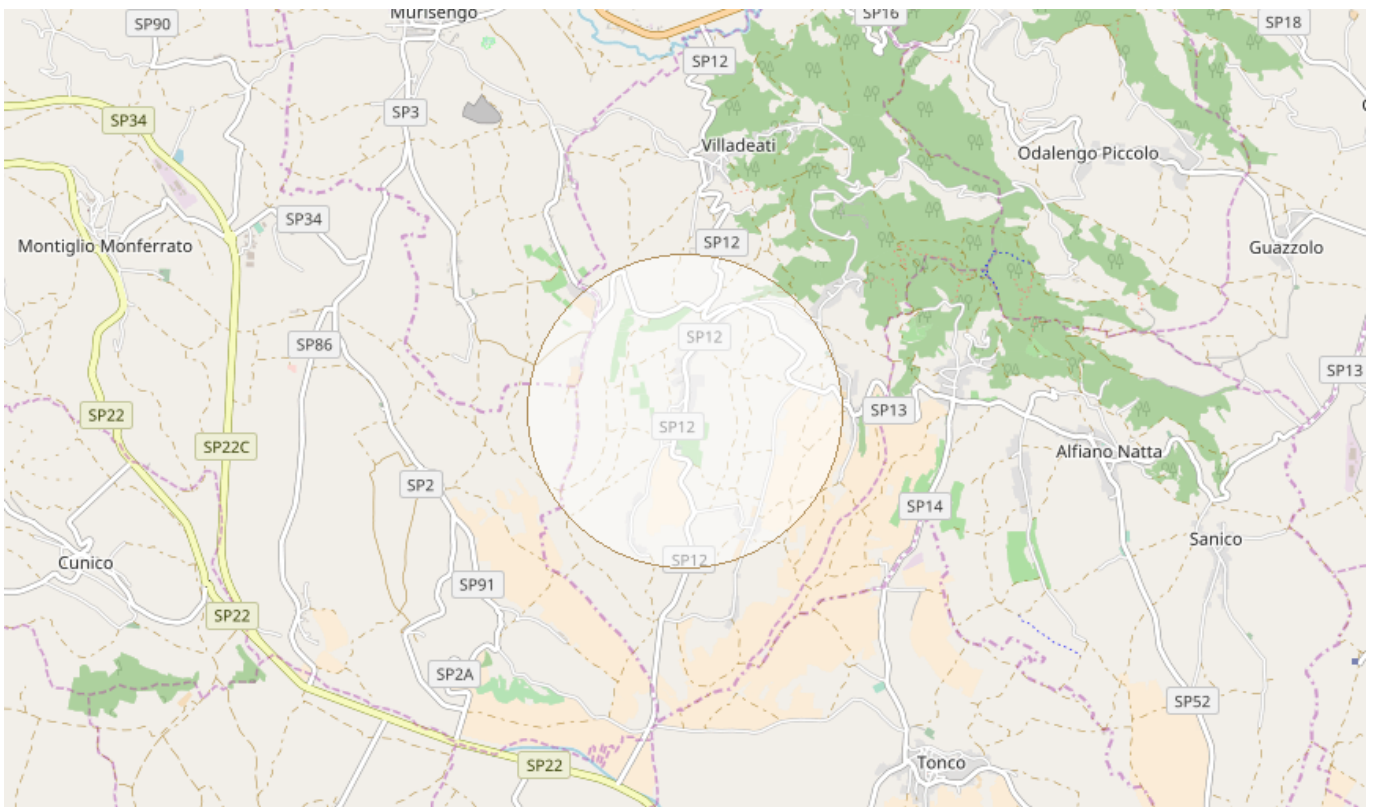 Murisengo
SP16
SP18
SP90
SP12
SP3
SP34
Villadeati
Odalengo Piccolo
SP34
SP12
Montiglio Monferrato
Guazzolo
SP12
SP86
SP13
SP22
SP13
SP12
SP22C
Alfiano Natta
SP2
SP14
Sanico
Cunico
SP12
SP91
SP22
SP2A
SP52
SP22
Tonco